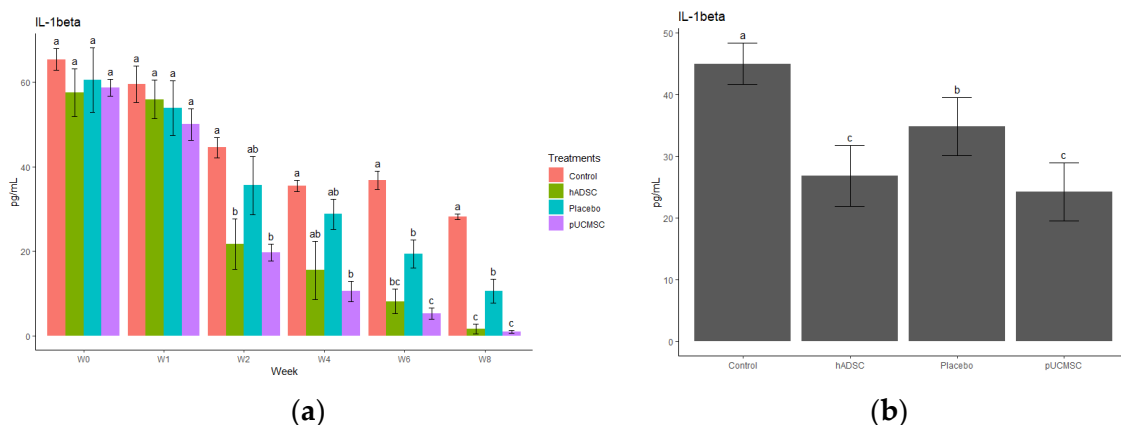 IL-1beta
a
a
a
a
a
a
a
a
a
b
ab
b
a
ab
ab
b
a
bc
b
c
a
c
b
c
60
40
20
0
pg/mL
W0
W1
W2
W4
W6
W8
Week
Treatments
Control
hADSC
Placebo
pUCMSC
(a)
IL-1beta
a
c
b
c
50
40
30
20
10
0
pg/mL
Control
hADSC
Placebo
pUCMSC
(b)